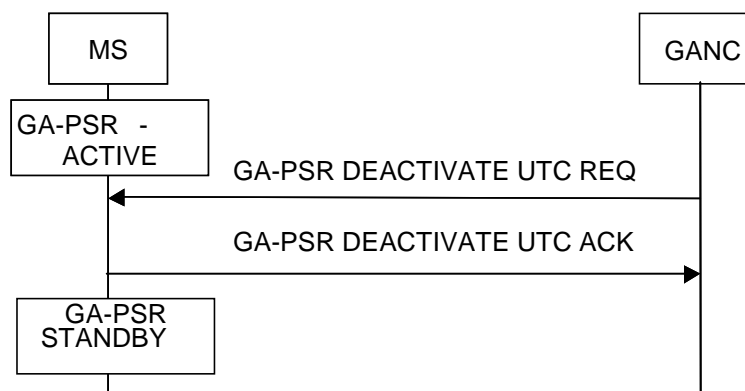 MS
GANC
GA-PSR -
ACTIVE
GA-PSR DEACTIVATE UTC REQ
GA-PSR DEACTIVATE UTC ACK
GA-PSR
STANDBY